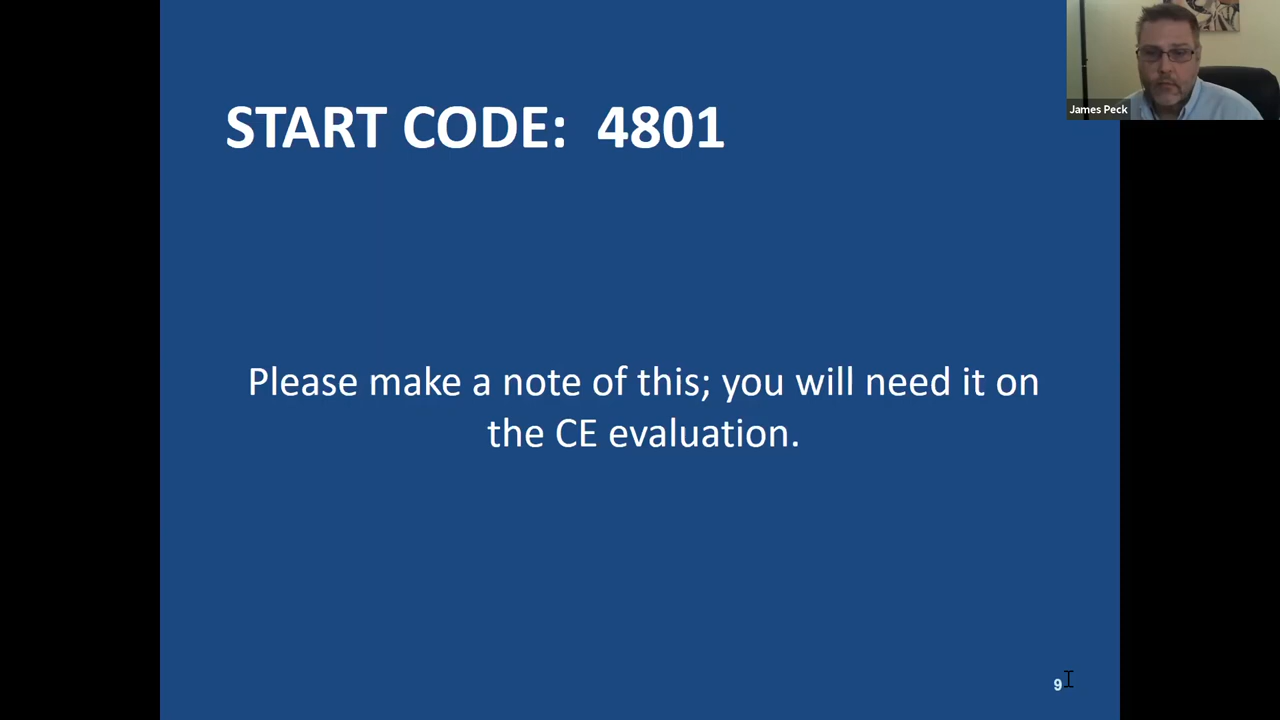 START CODE:  4801
James Peck
Please make a note of this; you will need it on
the CE evaluation.
9